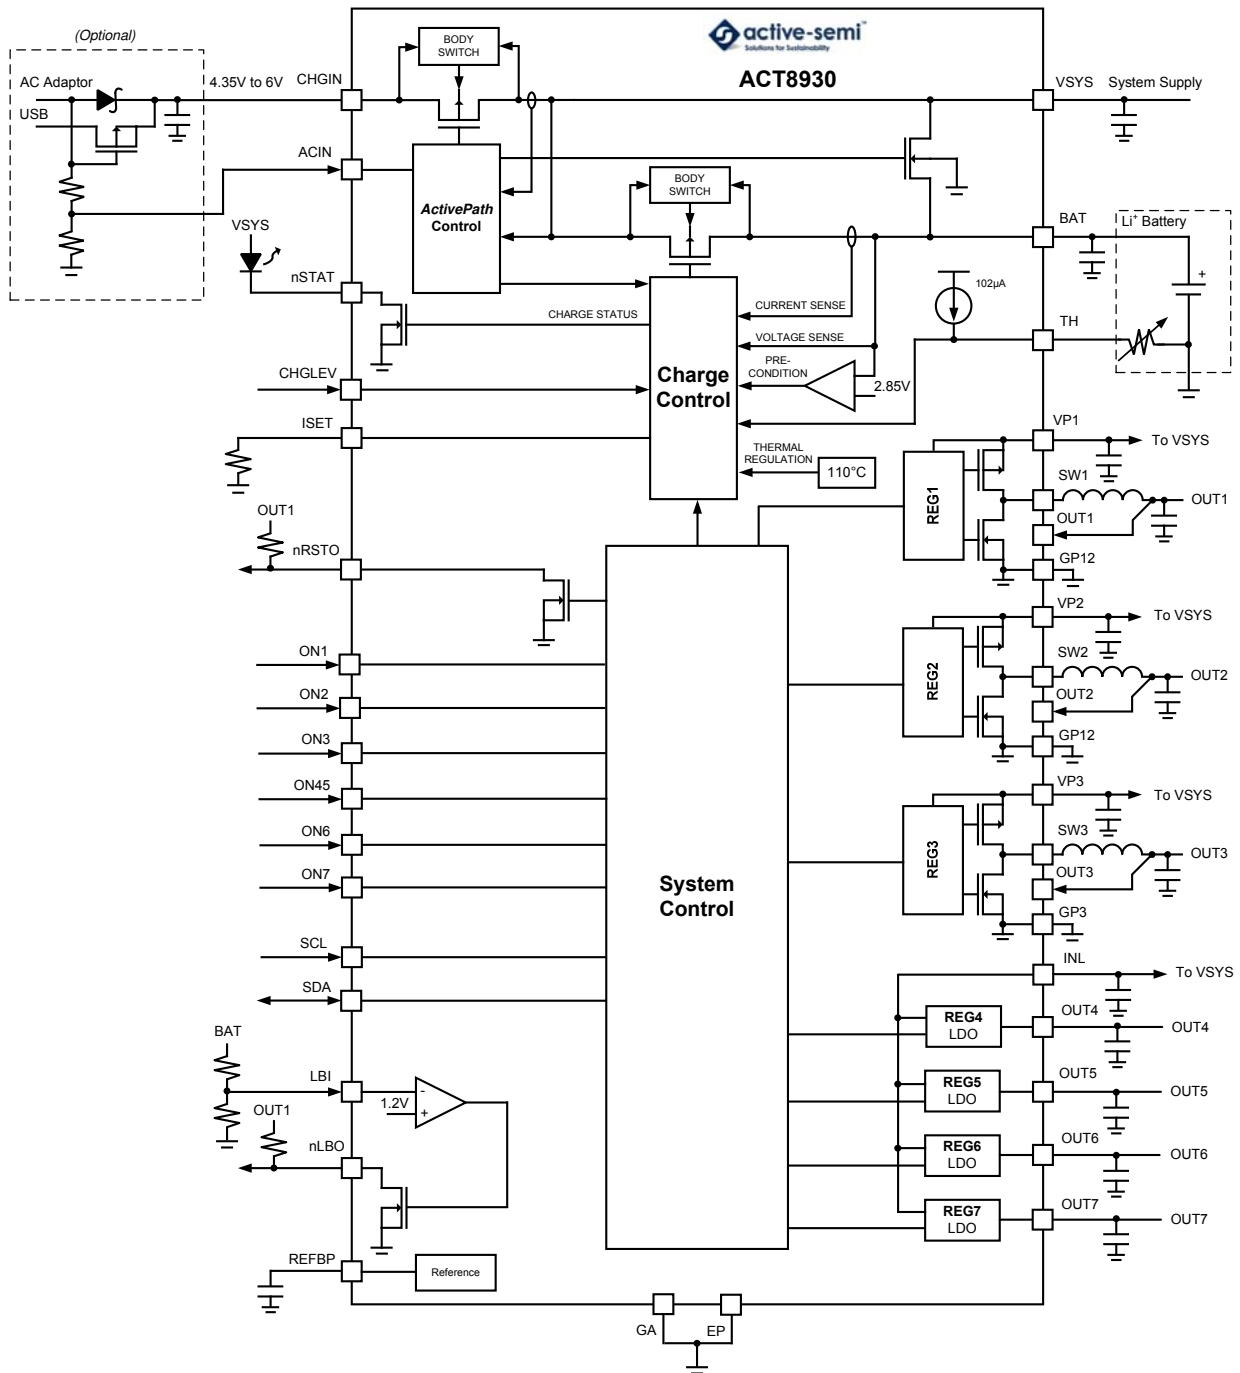 active-semi™
Solutions for Sustainability
ACT8930
(Optional)
AC Adaptor
USB
4.35V to 6V
CHGIN
BODY
SWITCH
VSYS
System Supply
ACIN
ActivePath
Control
BODY
SWITCH
BAT
Li⁺ Battery
+
VSYS
nSTAT
CHARGE STATUS
CURRENT SENSE
102µA
TH
VOLTAGE SENSE
PRE-
CONDITION
2.85V
Charge
Control
CHGLEV
ISET
THERMAL
REGULATION
110°C
VP1
To VSYS
REG1
SW1
OUT1
OUT1
GP12
OUT1
nRSTO
VP2
To VSYS
REG2
SW2
OUT2
OUT2
GP12
ON1
ON2
ON3
ON45
ON6
ON7
SCL
SDA
System
Control
VP3
To VSYS
REG3
SW3
OUT3
OUT3
GP3
INL
To VSYS
REG4
LDO
OUT4
OUT4
REG5
LDO
OUT5
OUT5
REG6
LDO
OUT6
OUT6
REG7
LDO
OUT7
OUT7
BAT
LBI
-
1.2V
+
OUT1
nLBO
REFBP
Reference
GA
EP